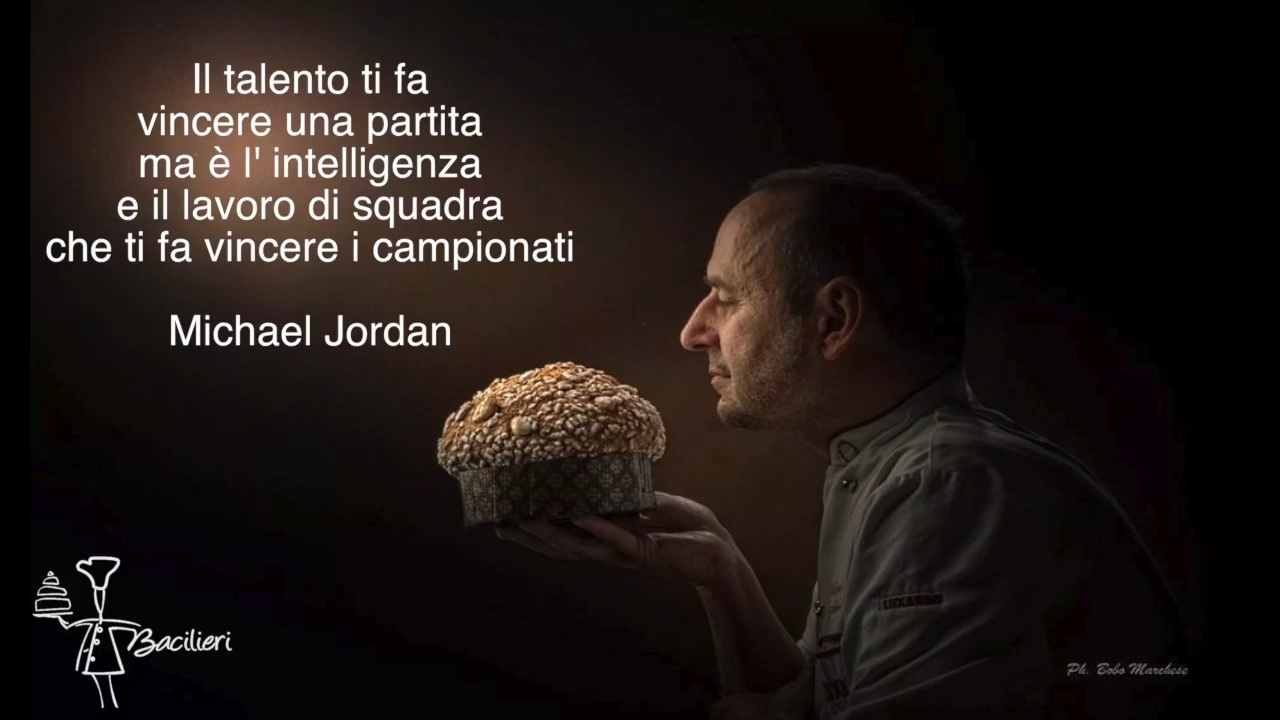 Il talento ti fa
vincere una partita
ma è l' intelligenza
e il lavoro di squadra
che ti fa vincere i campionati
Michael Jordan
LUXARDO
Bacilieri
Ph. Bobo Marchese